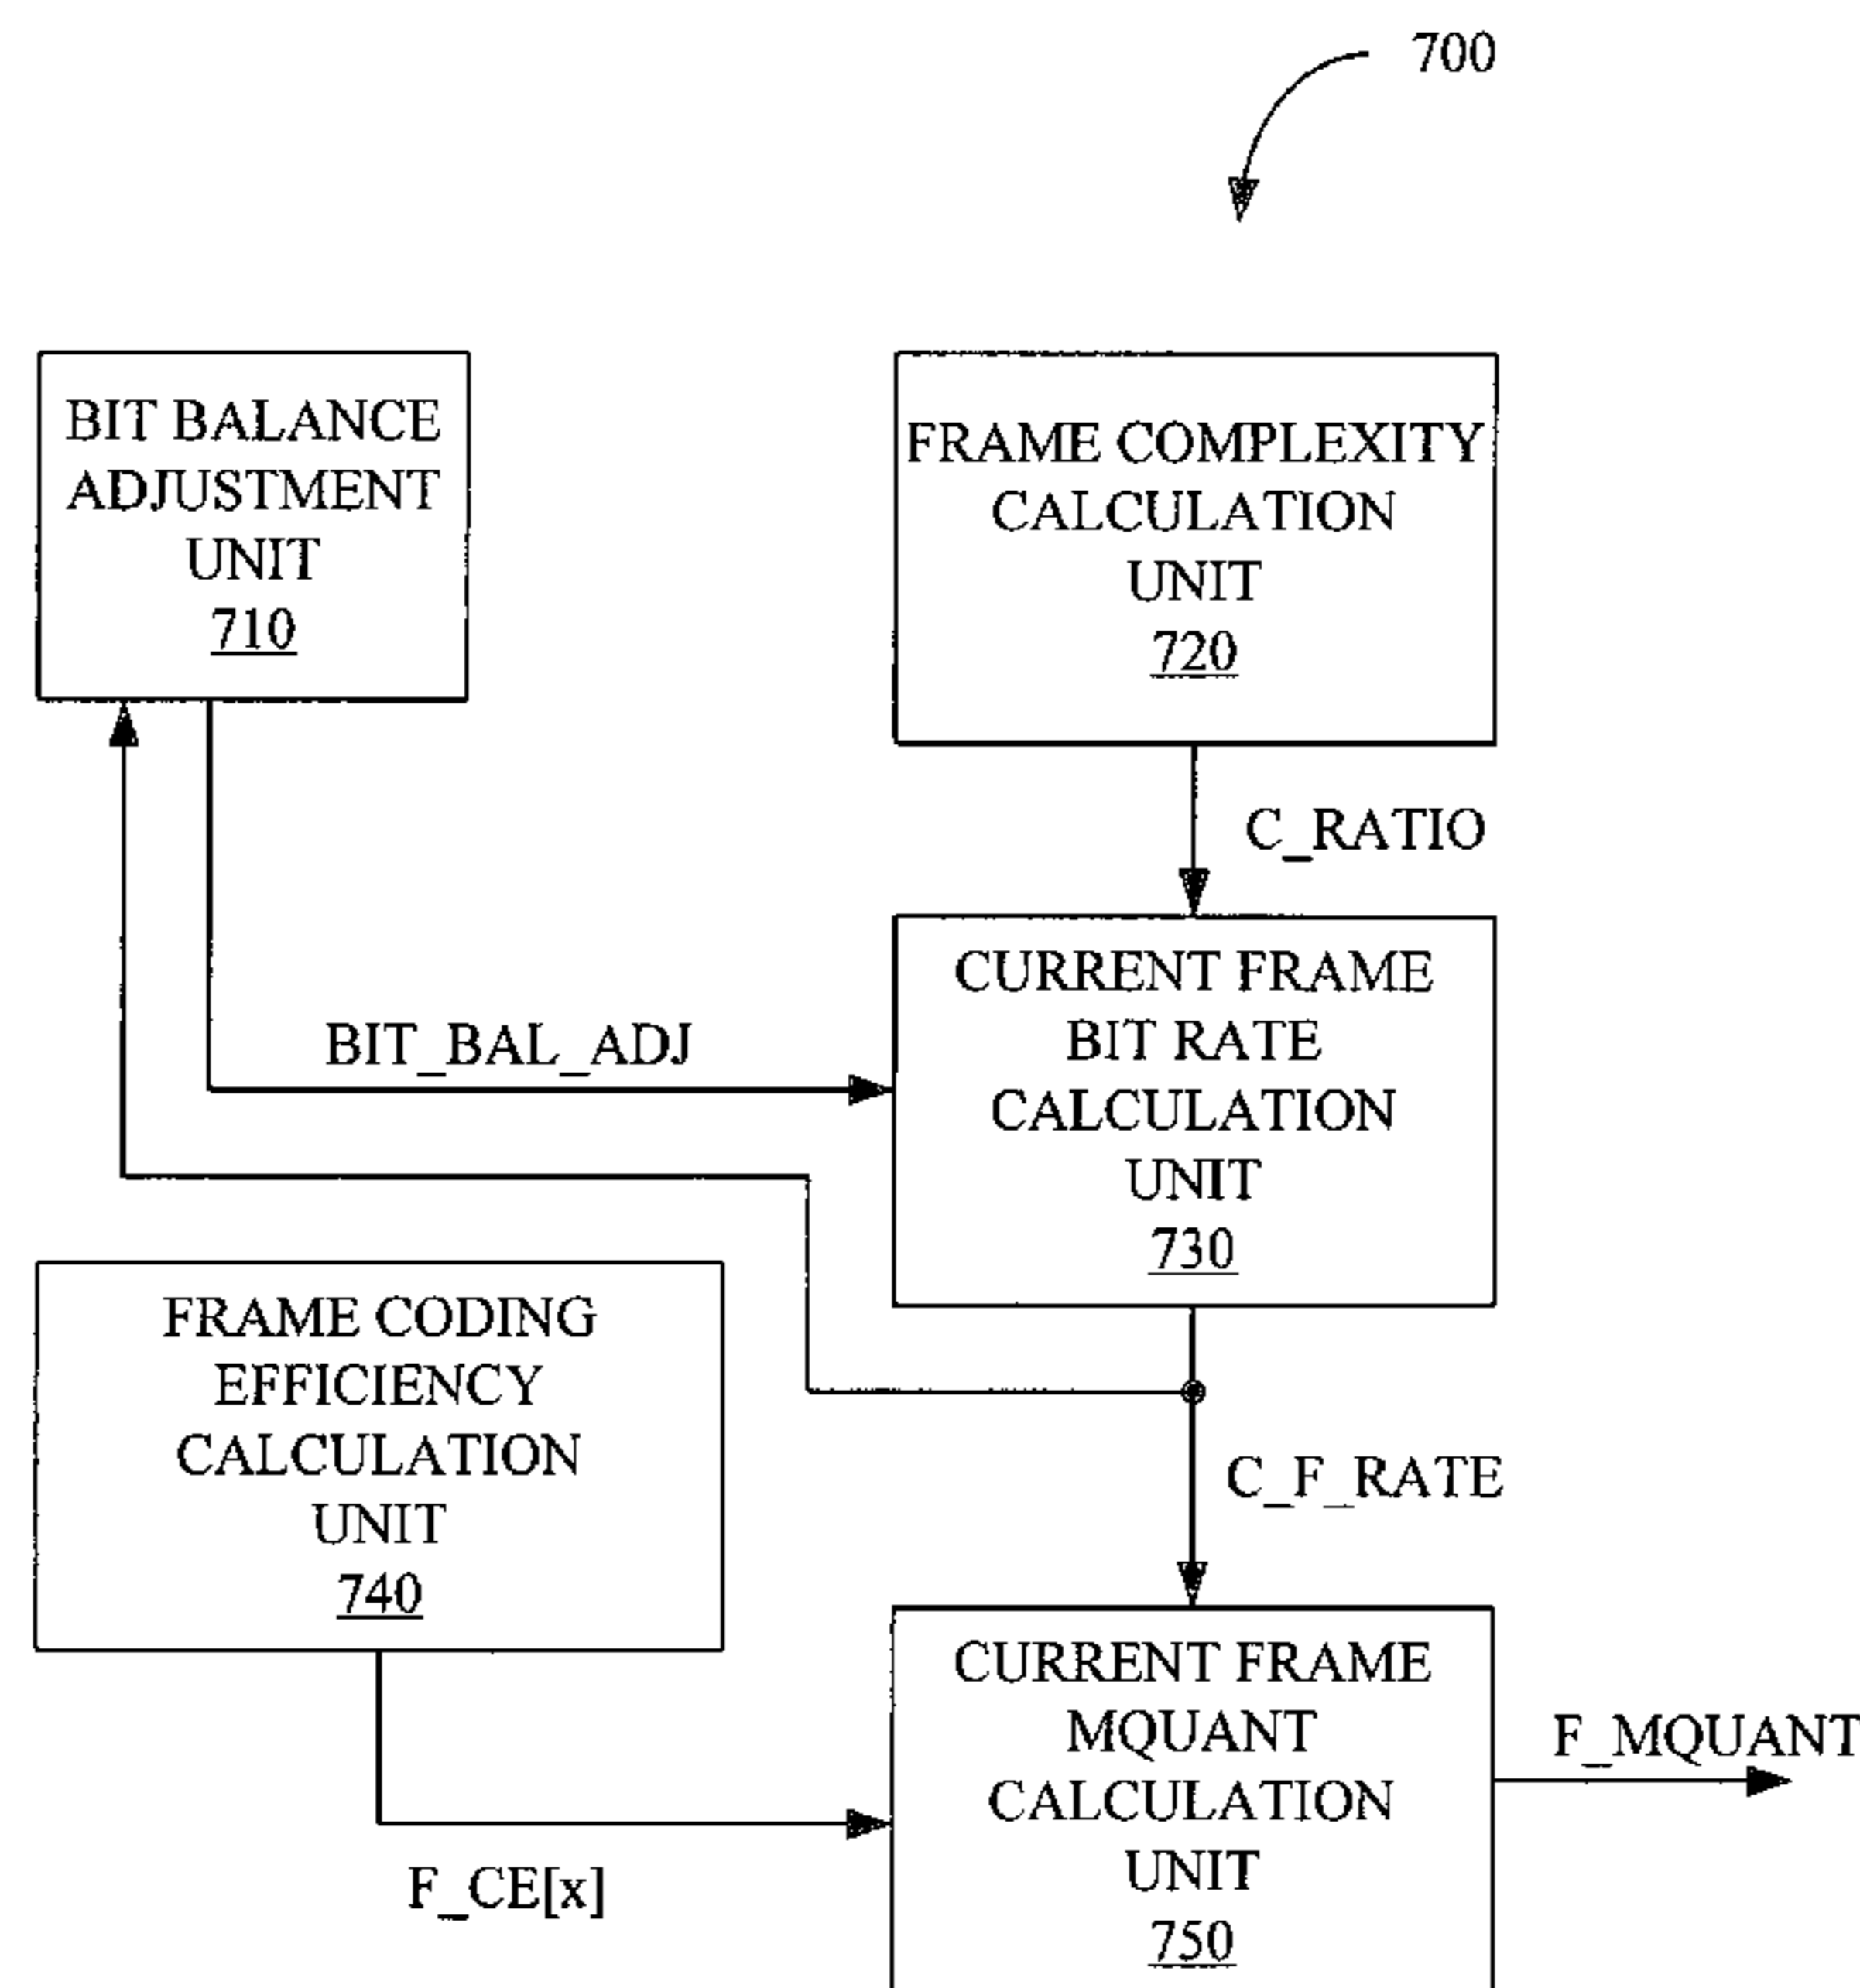 700
BIT BALANCE
ADJUSTMENT
UNIT
710
FRAME COMPLEXITY
CALCULATION
UNIT
720
C_RATIO
BIT_BAL_ADJ
CURRENT FRAME
BIT RATE
CALCULATION
UNIT
730
FRAME CODING
EFFICIENCY
CALCULATION
UNIT
740
C_F_RATE
F_CE[x]
CURRENT FRAME
MQUANT
CALCULATION
UNIT
750
F_MQUANT